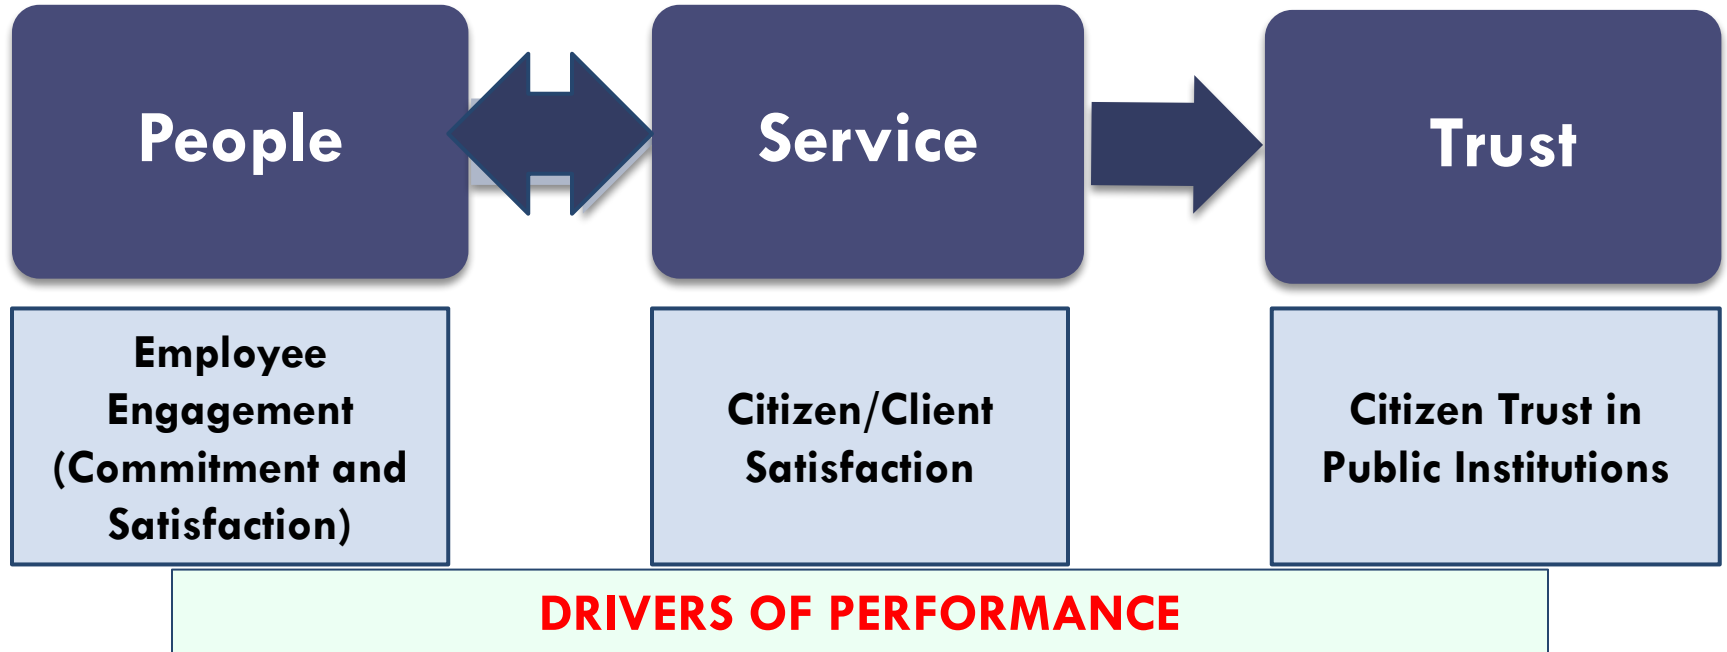 People
Service
Trust
Employee
Engagement
(Commitment and
Satisfaction)
Citizen/Client
Satisfaction
Citizen Trust in
Public Institutions
DRIVERS OF PERFORMANCE